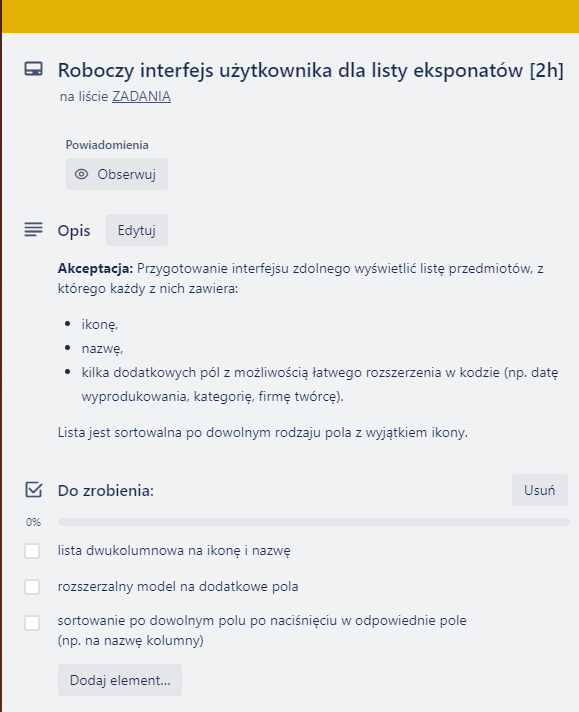 Roboczy interfejs użytkownika dla listy eksponatów [2h]
na liście ZADANIA
Powiadomienia
Obserwuj
Opis Edytuj
Akceptacja: Przygotowanie interfejsu zdolnego wyświetlić listę przedmiotów, z
którego każdy z nich zawiera:
• ikonę,
• nazwę,
• kilka dodatkowych pól z możliwością łatwego rozszerzenia w kodzie (np. datę
wyprodukowania, kategorię, firmę twórcę).
Lista jest sortowalna po dowolnym rodzaju pola z wyjątkiem ikony.
Do zrobienia: Usuń
0%
lista dwukolumnowa na ikonę i nazwę
rozszerzalny model na dodatkowe pola
sortowanie po dowolnym polu po naciśnięciu w odpowiednie pole
(np. na nazwę kolumny)
Dodaj element...